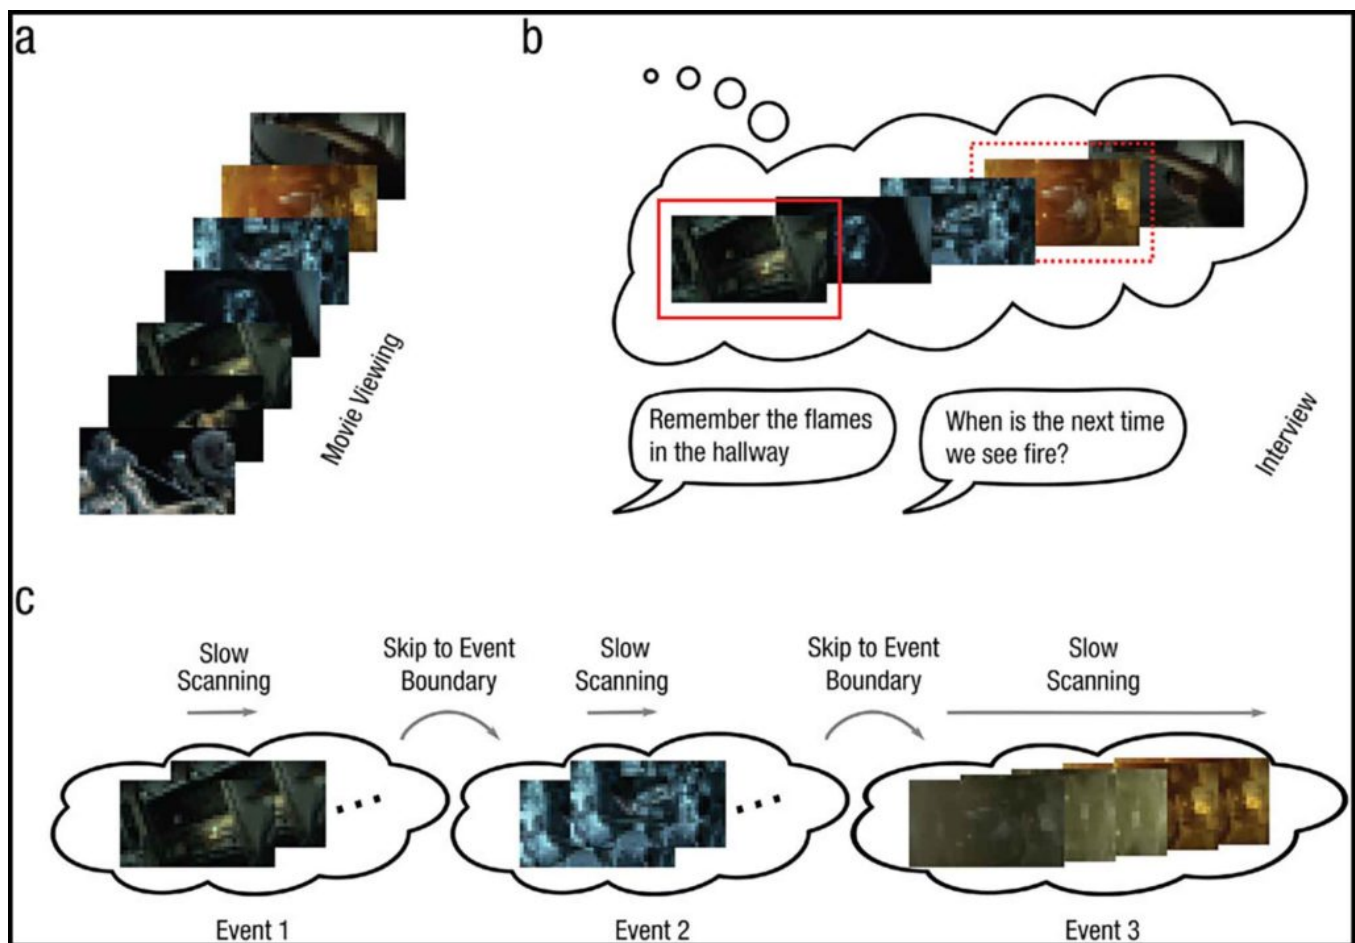 a
b
Movie Viewing
Remember the flames
in the hallway
When is the next time
we see fire?
Interview
c
Slow
Scanning
Skip to Event
Boundary
Slow
Scanning
Skip to Event
Boundary
Slow
Scanning
Event 1
Event 2
Event 3